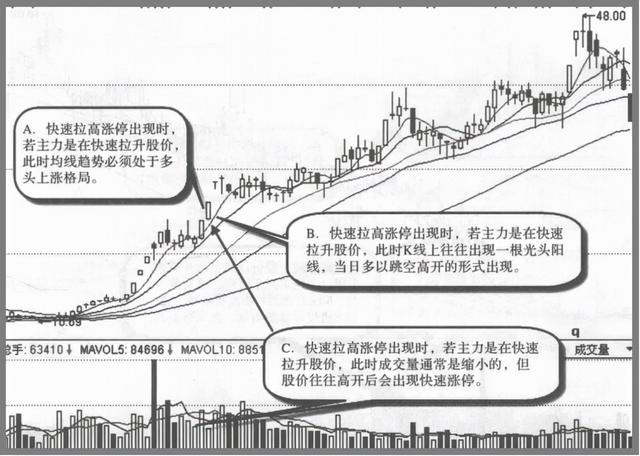 48.00
A. 快速拉高涨停出现时,
若主力是在快速拉升股价,
此时均线趋势必须处于多
头上涨格局。
B. 快速拉高涨停出现时,若主力是在快速
拉升股价,此时K线上往往出现一根光头阳
线,当日多以跳空高开的形式出现。
10.69
q
总手: 63410↓ MAVOL5: 84696↓ MAVOL10: 8851
成交量
C. 快速拉高涨停出现时,若主力是在快速
拉升股价,此时成交量通常是缩小的,但
股价往往高开后会出现快速涨停。